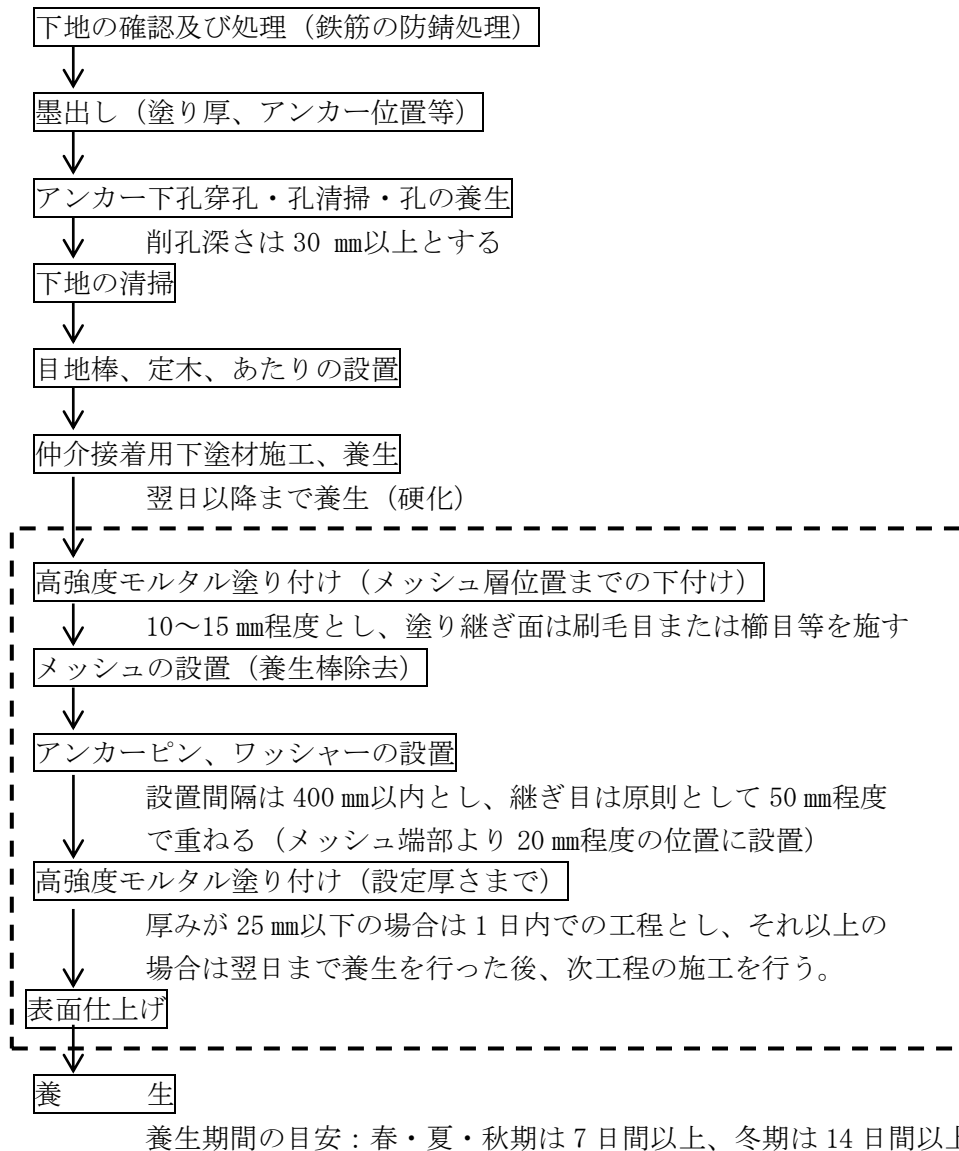 下地の確認及び処理（鉄筋の防錆処理）
墨出し（塗り厚、アンカー位置等）
アンカー下孔穿孔・孔清掃・孔の養生
削孔深さは 30 ㎜以上とする
下地の清掃
目地棒、定木、あたりの設置
仲介接着用下塗材施工、養生
翌日以降まで養生（硬化）
高強度モルタル塗り付け（メッシュ層位置までの下付け）
10～15 ㎜程度とし、塗り継ぎ面は刷毛目または櫛目等を施す
メッシュの設置（養生棒除去）
アンカーピン、ワッシャーの設置
設置間隔は 400 ㎜以内とし、継ぎ目は原則として 50 ㎜程度
で重ねる（メッシュ端部より 20 ㎜程度の位置に設置）
高強度モルタル塗り付け（設定厚さまで）
厚みが 25 ㎜以下の場合は 1 日内での工程とし、それ以上の
場合は翌日まで養生を行った後、次工程の施工を行う。
表面仕上げ
養　　　生
養生期間の目安：春・夏・秋期は 7 日間以上、冬期は 14 日間以上